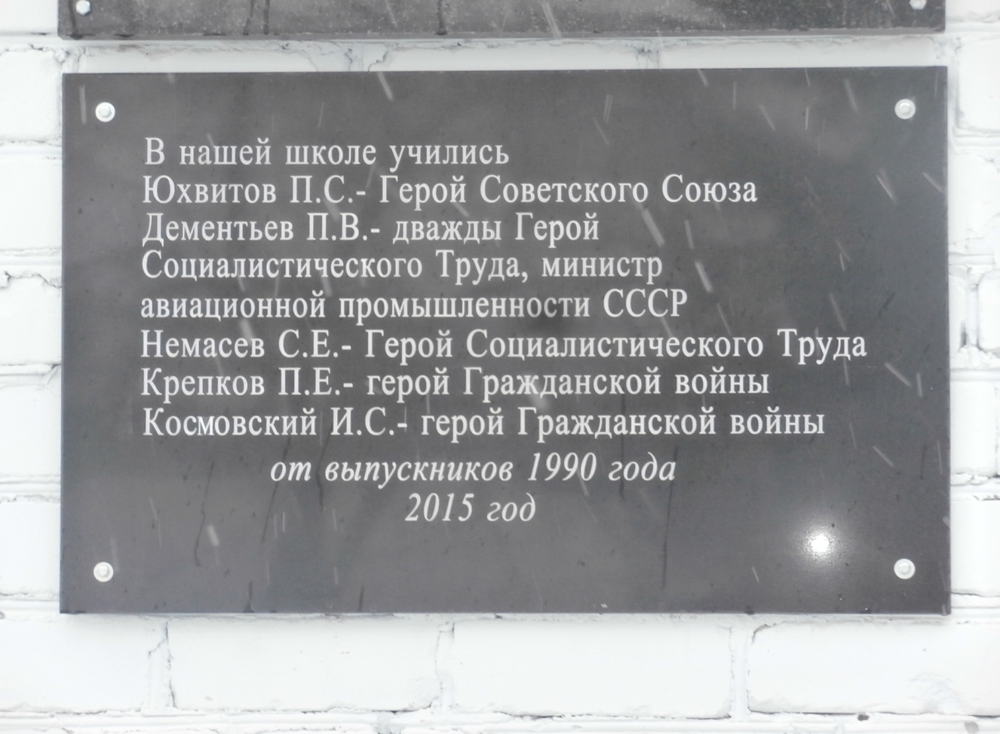 В нашей школе учились
Юхвитов П.С.- Герой Советского Союза
Дементьев П.В.- дважды Герой
Социалистического Труда, министр
авиационной промышленности СССР
Немасев С.Е.- Герой Социалистического Труда
Крепков П.Е.- герой Гражданской войны
Космовский И.С.- герой Гражданской войны
от выпускников 1990 года
2015 год